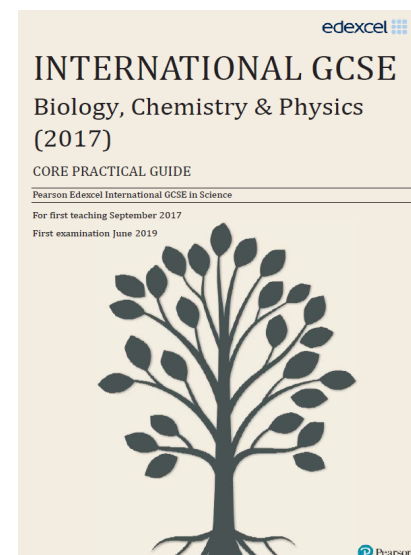 edexcel
INTERNATIONAL GCSE
Biology, Chemistry & Physics
(2017)
CORE PRACTICAL GUIDE
Pearson Edexcel International GCSE in Science
For first teaching September 2017
First examination June 2019
Pearson